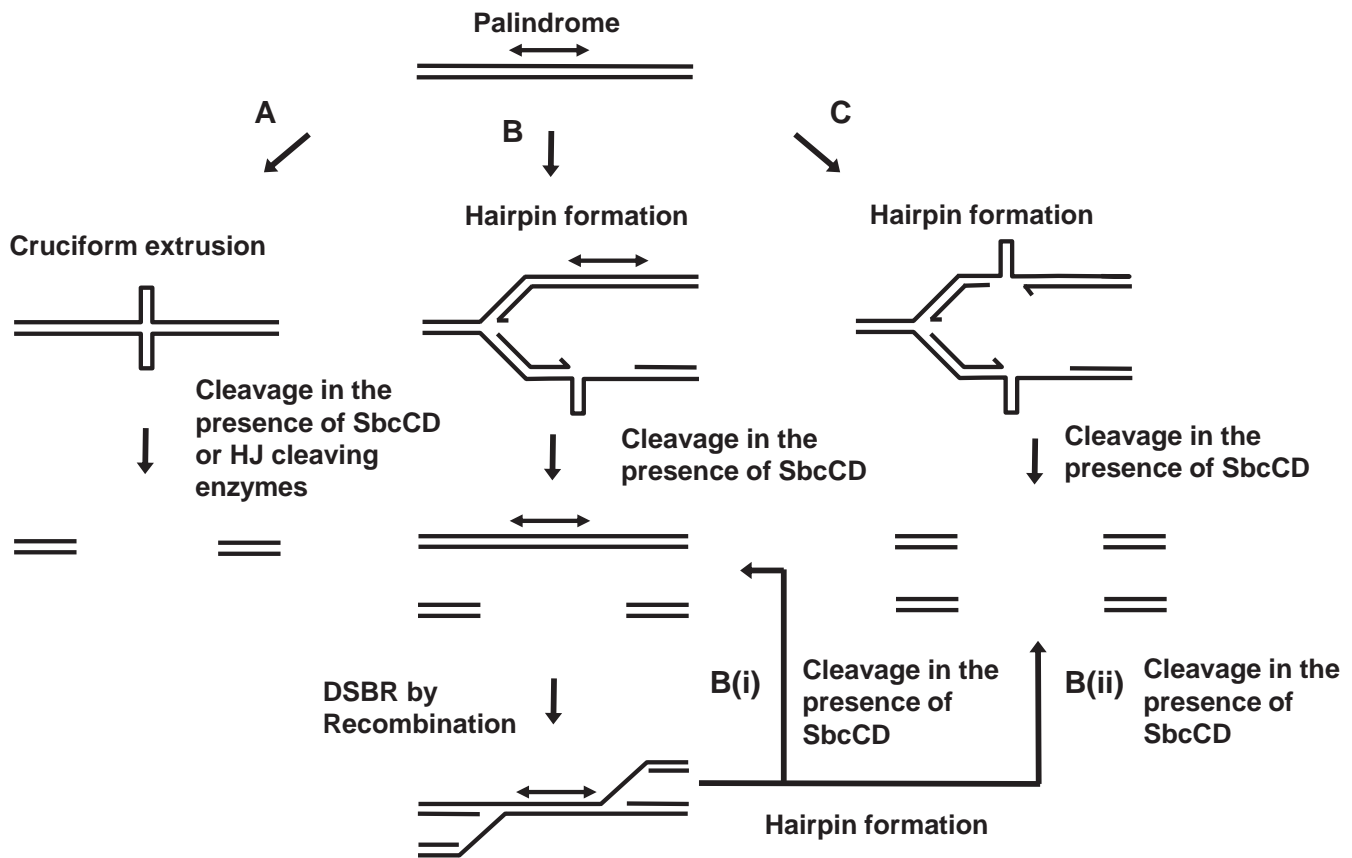 Palindrome
A
B
C
Hairpin formation
Hairpin formation
Cruciform extrusion
Cleavage in the
presence of SbcCD
or HJ cleaving
enzymes
Cleavage in the
presence of SbcCD
Cleavage in the
presence of SbcCD
DSBR by
Recombination
B(i)
Cleavage in the
presence of
SbcCD
B(ii)
Cleavage in the
presence of
SbcCD
Hairpin formation